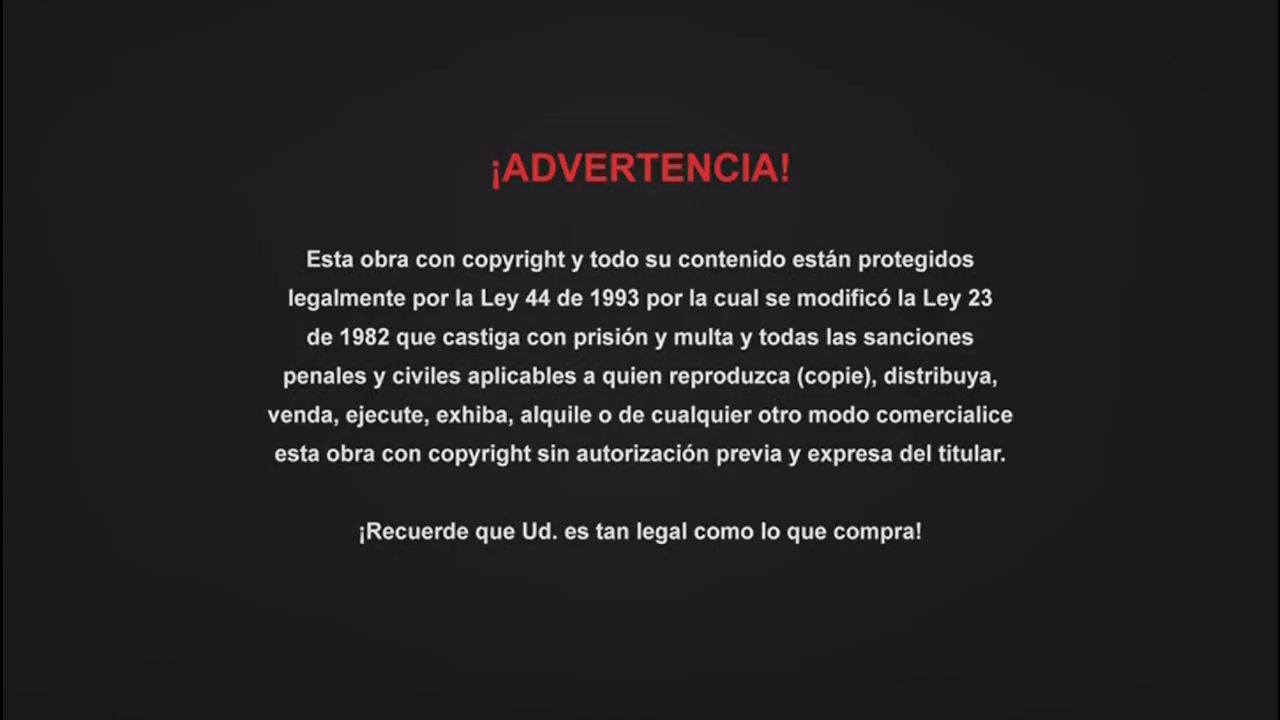 ¡ADVERTENCIA!
Esta obra con copyright y todo su contenido están protegidos
legalmente por la Ley 44 de 1993 por la cual se modificó la Ley 23
de 1982 que castiga con prisión y multa y todas las sanciones
penales y civiles aplicables a quien reproduzca (copie), distribuya,
venda, ejecute, exhiba, alquile o de cualquier otro modo comercialice
esta obra con copyright sin autorización previa y expresa del titular.
¡Recuerde que Ud. es tan legal como lo que compra!